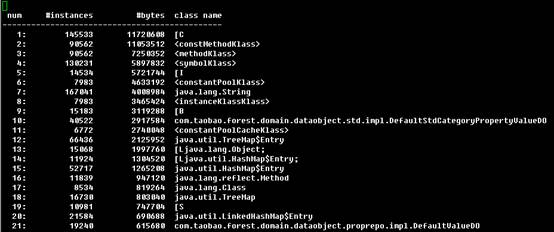 num #instances #bytes class name
----------------------------------------------
1: 145533 11720608 [C
2: 90562 11053512 <constMethodKlass>
3: 90562 7250352 <methodKlass>
4: 130231 5897832 <symbolKlass>
5: 14534 5721744 [I
6: 7983 4633192 <constantPoolKlass>
7: 167041 4008984 java.lang.String
8: 7983 3465424 <instanceKlassKlass>
9: 15183 3119288 [B
10: 40522 2917584 com.taobao.forest.domain.dataobject.std.impl.DefaultStdCategoryPropertyValueDO
11: 6772 2740048 <constantPoolCacheKlass>
12: 66436 2125952 java.util.TreeMap$Entry
13: 15068 1997760 [Ljava.lang.Object;
14: 11924 1304520 [Ljava.util.HashMap$Entry;
15: 52717 1265208 java.util.HashMap$Entry
16: 11839 947120 java.lang.reflect.Method
17: 8534 819264 java.lang.Class
18: 16730 803040 java.util.TreeMap
19: 10981 747704 [S
20: 21584 690688 java.util.LinkedHashMap$Entry
21: 19240 615680 com.taobao.forest.domain.dataobject.proprepo.impl.DefaultValueDO